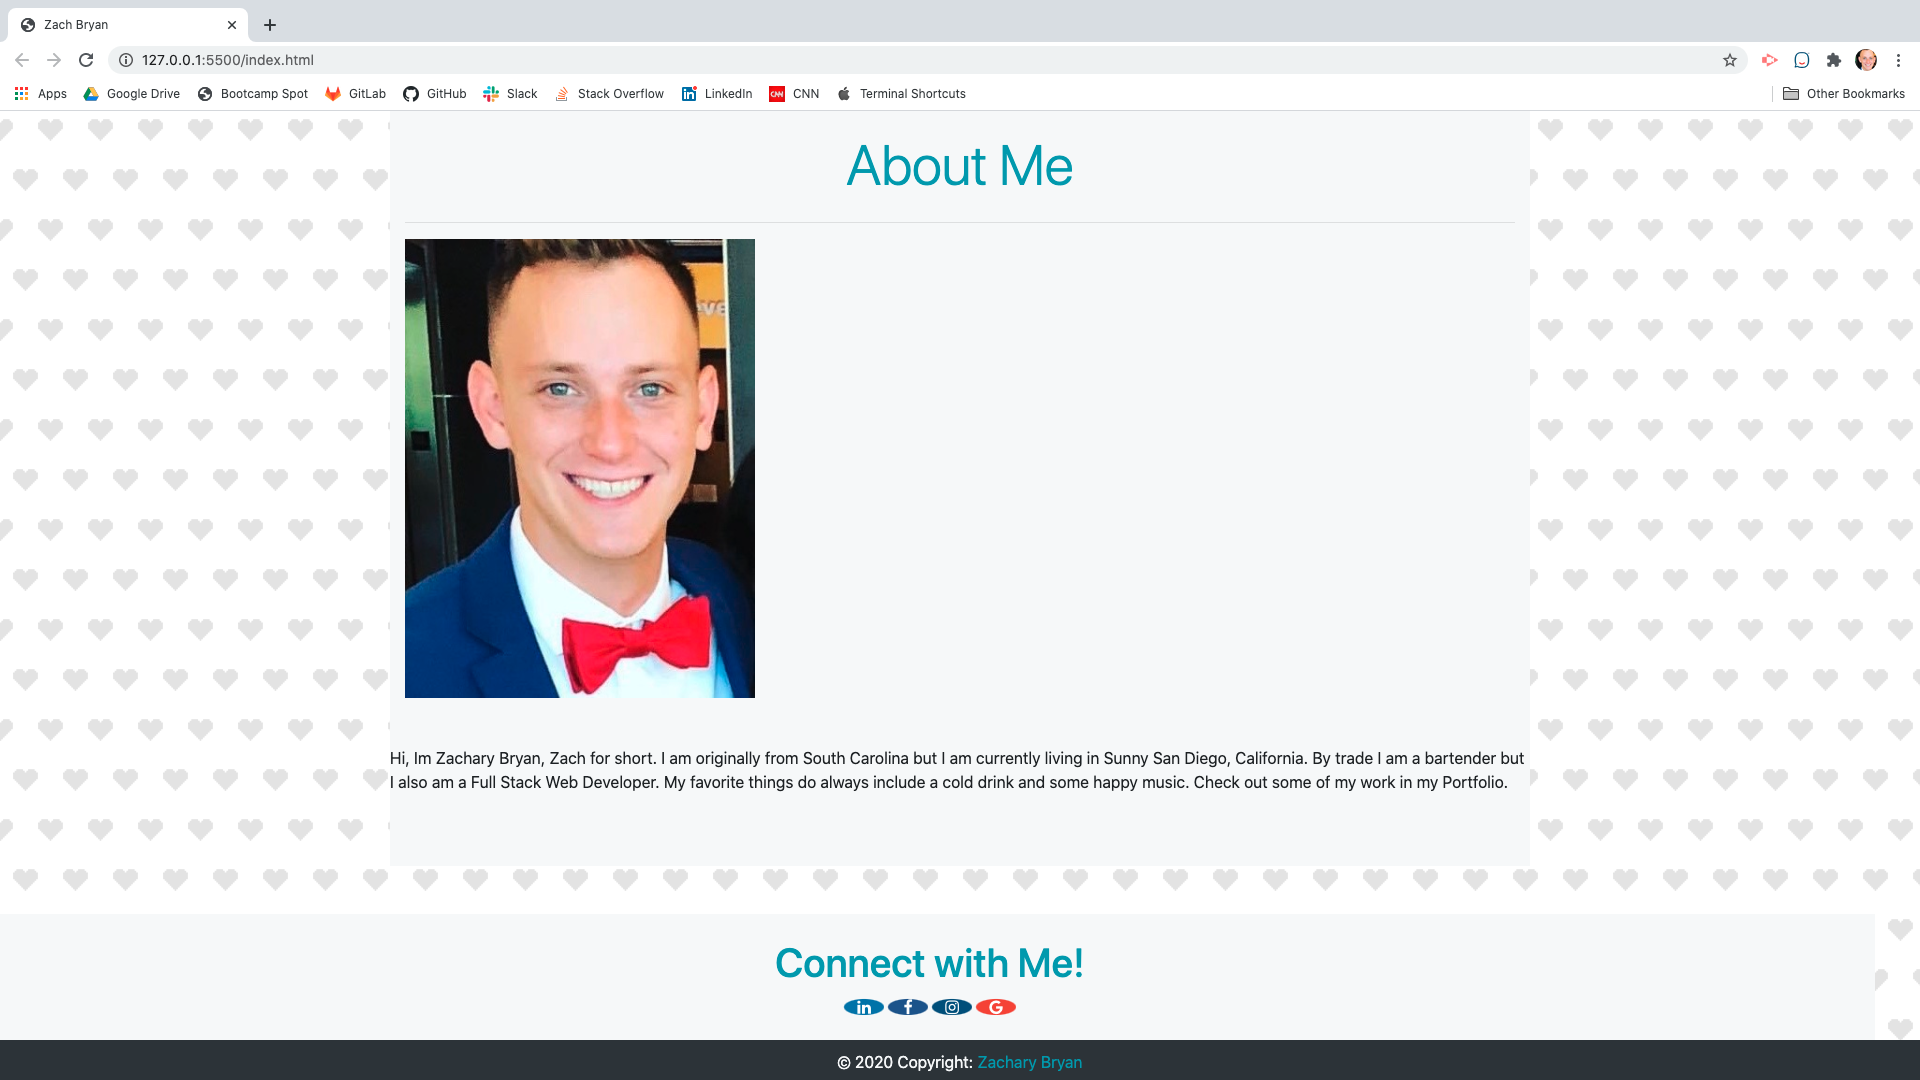 Zach Bryan
127.0.0.1:5500/index.html
Apps Google Drive Bootcamp Spot GitLab GitHub Slack Stack Overflow LinkedIn CNN Terminal Shortcuts Other Bookmarks
About Me
Hi, Im Zachary Bryan, Zach for short. I am originally from South Carolina but I am currently living in Sunny San Diego, California. By trade I am a bartender but
I also am a Full Stack Web Developer. My favorite things do always include a cold drink and some happy music. Check out some of my work in my Portfolio.
Connect with Me!
© 2020 Copyright: Zachary Bryan